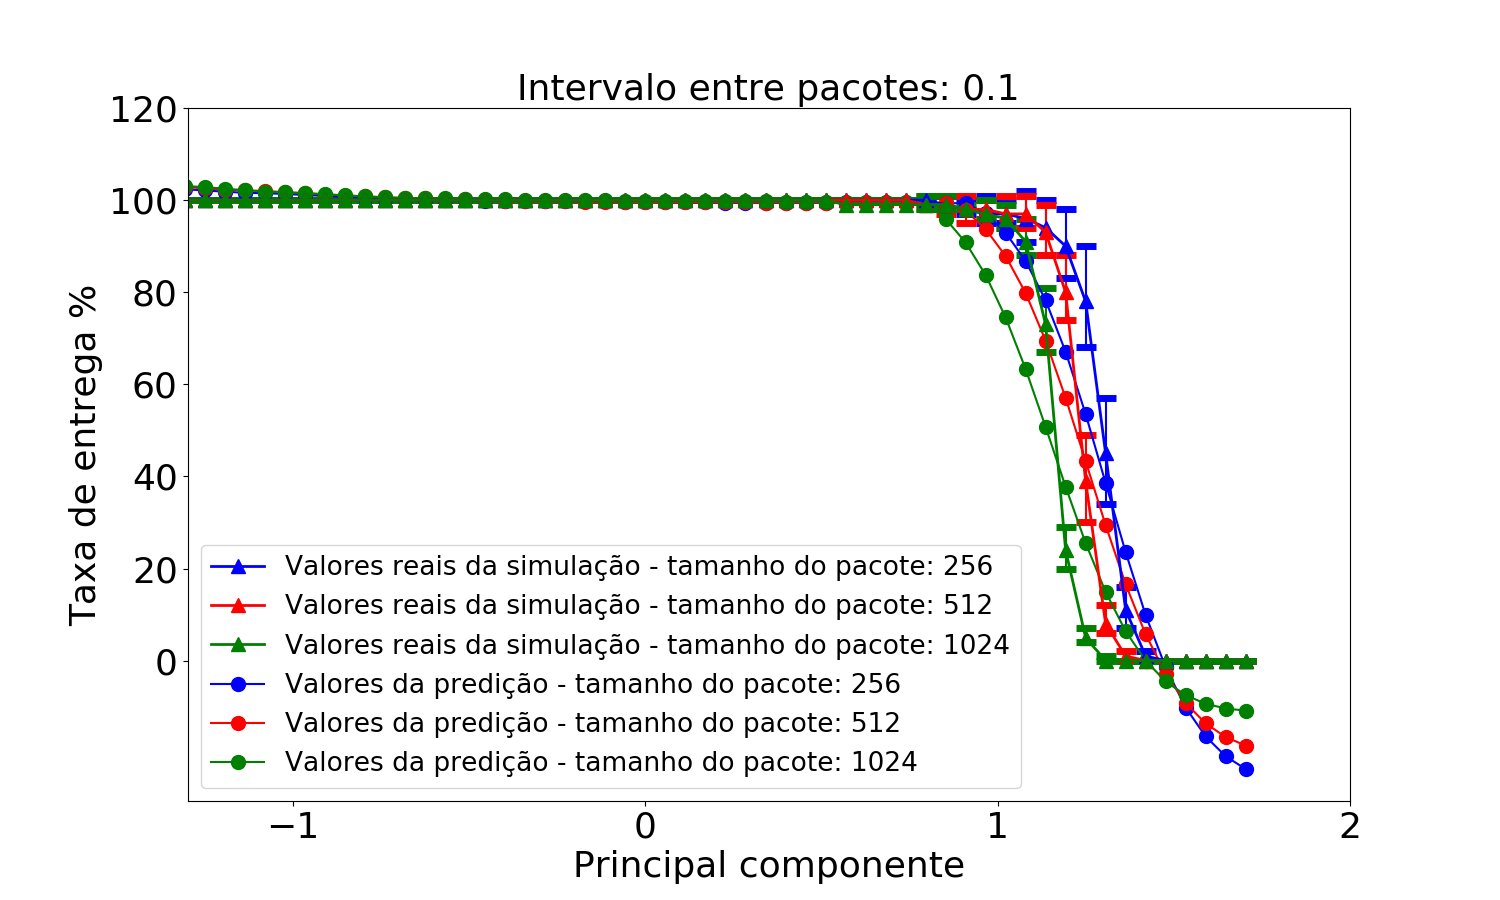 Intervalo entre pacotes: 0.1
120
100
80
60
40
20
0
Taxa de entrega %
Valores reais da simulação - tamanho do pacote: 256
Valores reais da simulação - tamanho do pacote: 512
Valores reais da simulação - tamanho do pacote: 1024
Valores da predição - tamanho do pacote: 256
Valores da predição - tamanho do pacote: 512
Valores da predição - tamanho do pacote: 1024
−1 0 1 2
Principal componente